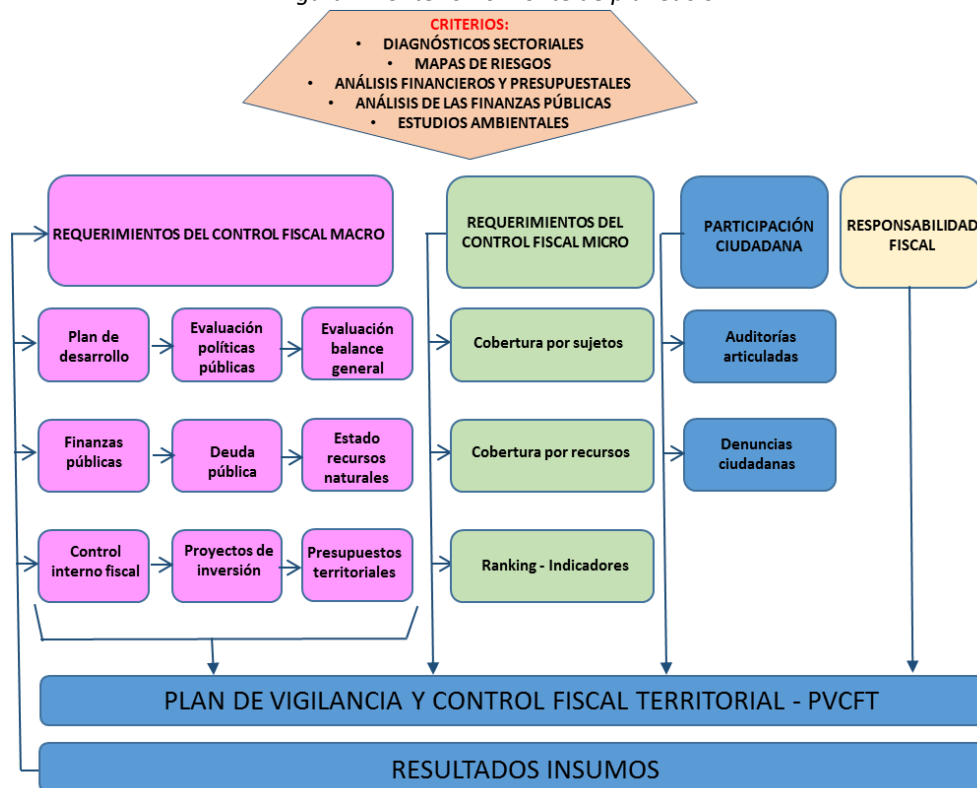 CRITERIOS:
• DIAGNÓSTICOS SECTORIALES
• MAPAS DE RIESGOS
• ANÁLISIS FINANCIEROS Y PRESUPUESTALES
• ANÁLISIS DE LAS FINANZAS PÚBLICAS
• ESTUDIOS AMBIENTALES
REQUERIMIENTOS DEL CONTROL FISCAL MACRO
REQUERIMIENTOS DEL
CONTROL FISCAL MICRO
PARTICIPACIÓN
CIUDADANA
RESPONSABILIDAD
FISCAL
Plan de
desarrollo
Evaluación
políticas
públicas
Evaluación
balance
general
Cobertura por sujetos
Auditorías
articuladas
Finanzas
públicas
Deuda
pública
Estado
recursos
naturales
Cobertura por recursos
Denuncias
ciudadanas
Control
interno fiscal
Proyectos de
inversión
Presupuestos
territoriales
Ranking - Indicadores
PLAN DE VIGILANCIA Y CONTROL FISCAL TERRITORIAL - PVCFT
RESULTADOS INSUMOS